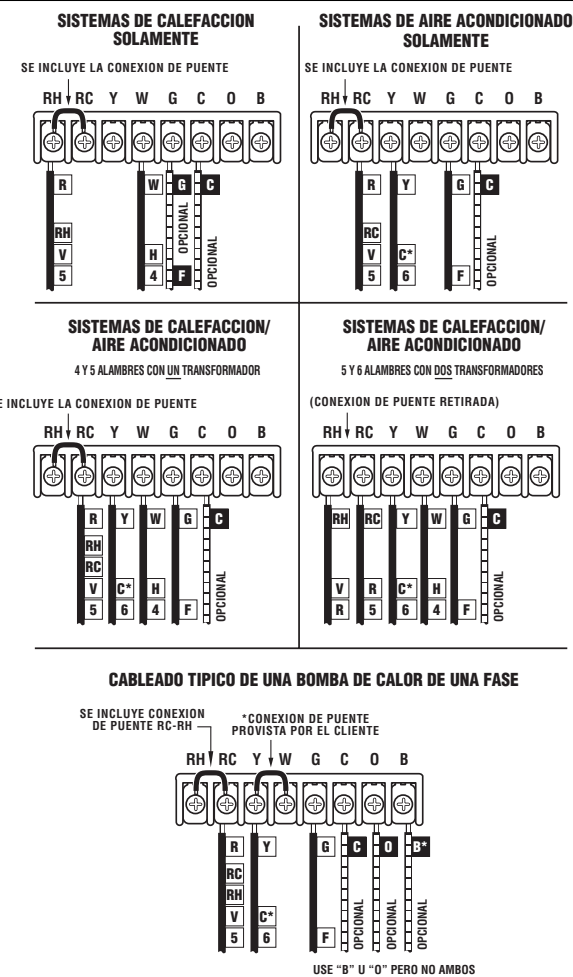 SISTEMAS DE CALEFACCION
SOLAMENTE
SE INCLUYE LA CONEXION DE PUENTE
RH RC Y W G C O B
R W G C
RH
V H
5 4 F
OPCIONAL
OPCIONAL
SISTEMAS DE AIRE ACONDICIONADO
SOLAMENTE
SE INCLUYE LA CONEXION DE PUENTE
RH RC Y W G C O B
R Y G C
RC
V C*
5 6 F
OPCIONAL
SISTEMAS DE CALEFACCION/
AIRE ACONDICIONADO
4 Y 5 ALAMBRES CON UN TRANSFORMADOR
E INCLUYE LA CONEXION DE PUENTE
RH RC Y W G C O B
R Y W G C
RH
RC
V C* H
5 6 4 F
OPCIONAL
SISTEMAS DE CALEFACCION/
AIRE ACONDICIONADO
5 Y 6 ALAMBRES CON DOS TRANSFORMADORES
(CONEXION DE PUENTE RETIRADA)
RH RC Y W G C O B
RH RC Y W G C
V R C* H
R 5 6 4 F
OPCIONAL
CABLEADO TIPICO DE UNA BOMBA DE CALOR DE UNA FASE
SE INCLUYE CONEXION
DE PUENTE RC-RH
*CONEXION DE PUENTE
PROVISTA POR EL CLIENTE
RH RC Y W G C O B
R Y G C O B*
RC
RH
V C*
5 6 F
OPCIONAL
OPCIONAL
OPCIONAL
USE “B” U “O” PERO NO AMBOS